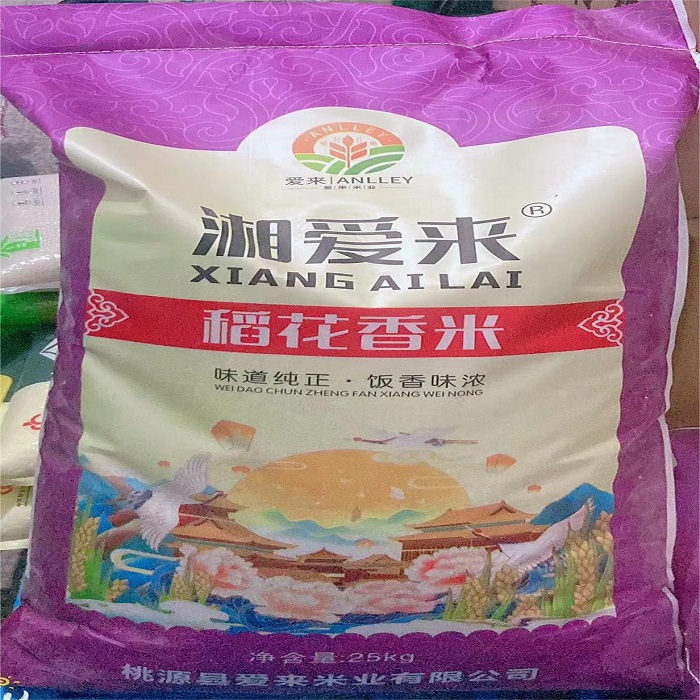 ANLLEY
爱来|ANLLEY
爱|来|米|业
湘爱来®
XIANG AI LAI
稻花香米
味道纯正·饭香味浓
WEI DAO CHUN ZHENG FAN XIANG WEI NONG
净含量:25kg
桃源县爱来米业有限公司